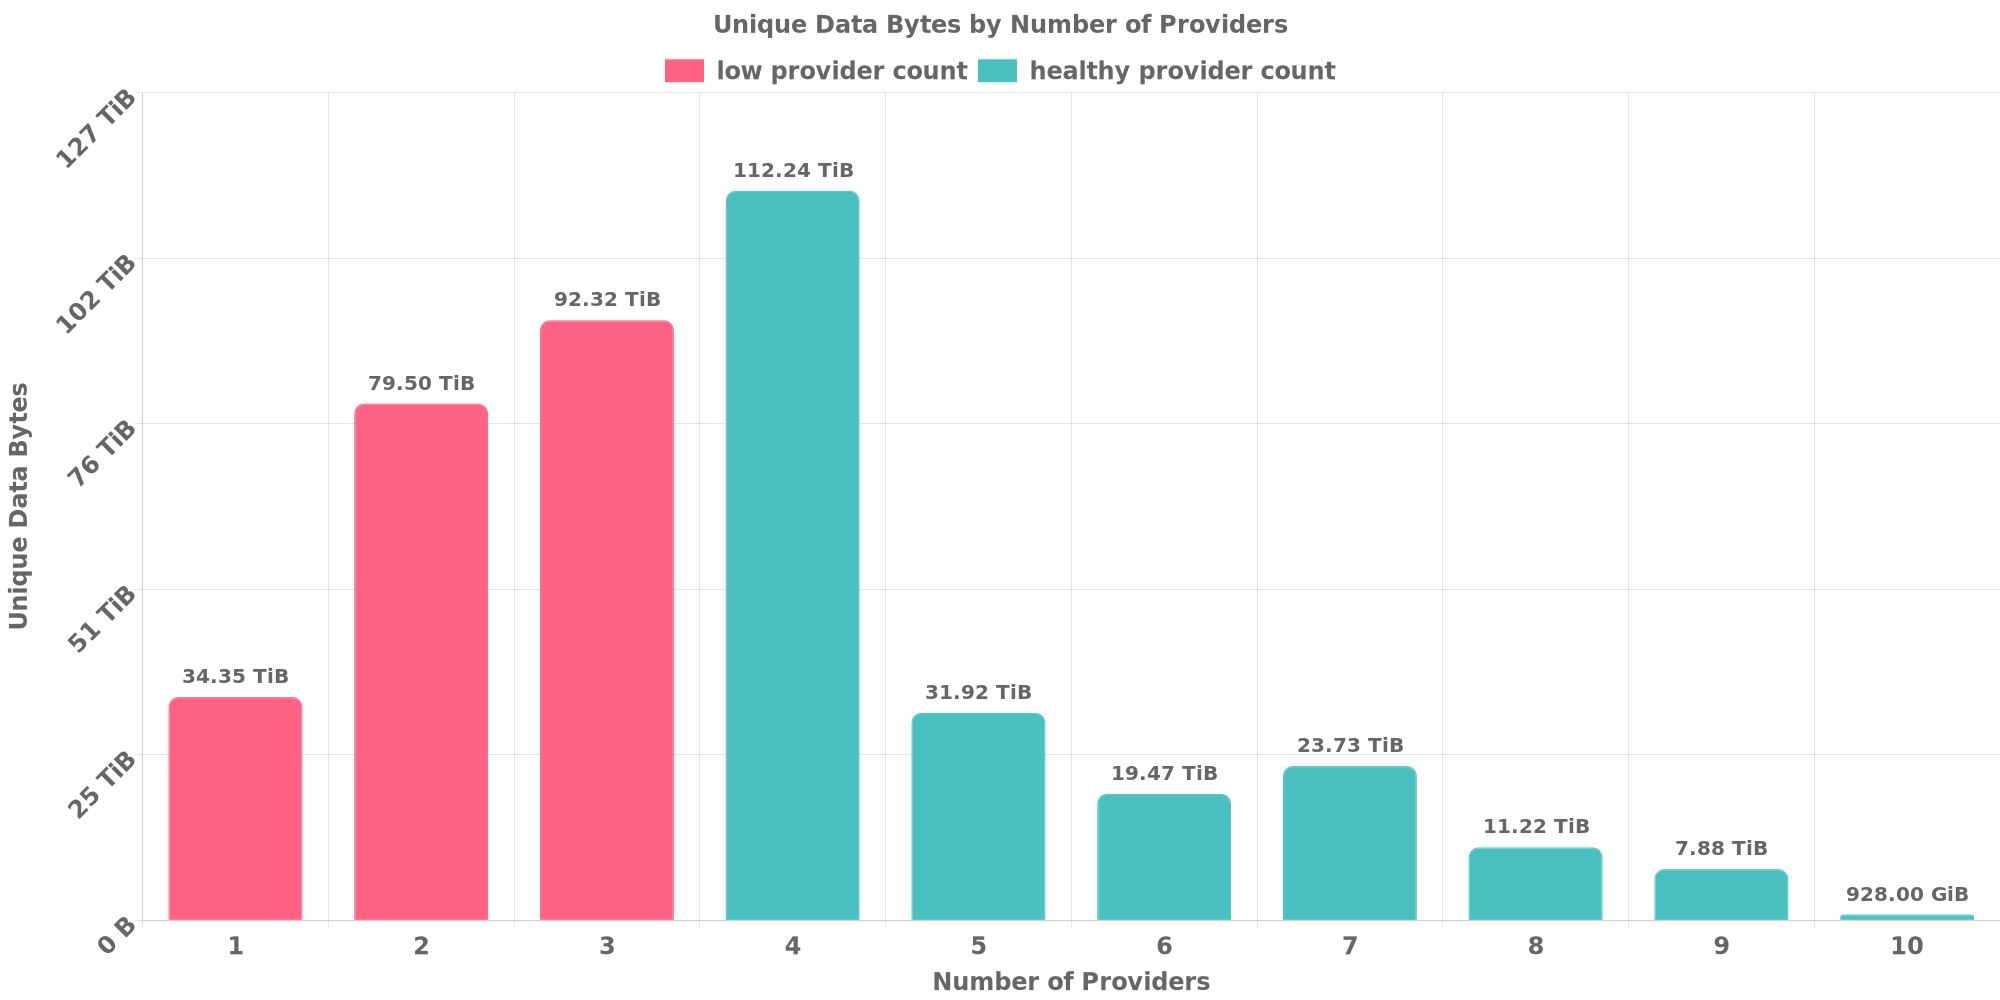 Unique Data Bytes by Number of Providers
low provider count healthy provider count
127 TiB
102 TiB
76 TiB
51 TiB
25 TiB
0 B
Unique Data Bytes
34.35 TiB
79.50 TiB
92.32 TiB
112.24 TiB
31.92 TiB
19.47 TiB
23.73 TiB
11.22 TiB
7.88 TiB
928.00 GiB
1 2 3 4 5 6 7 8 9 10
Number of Providers